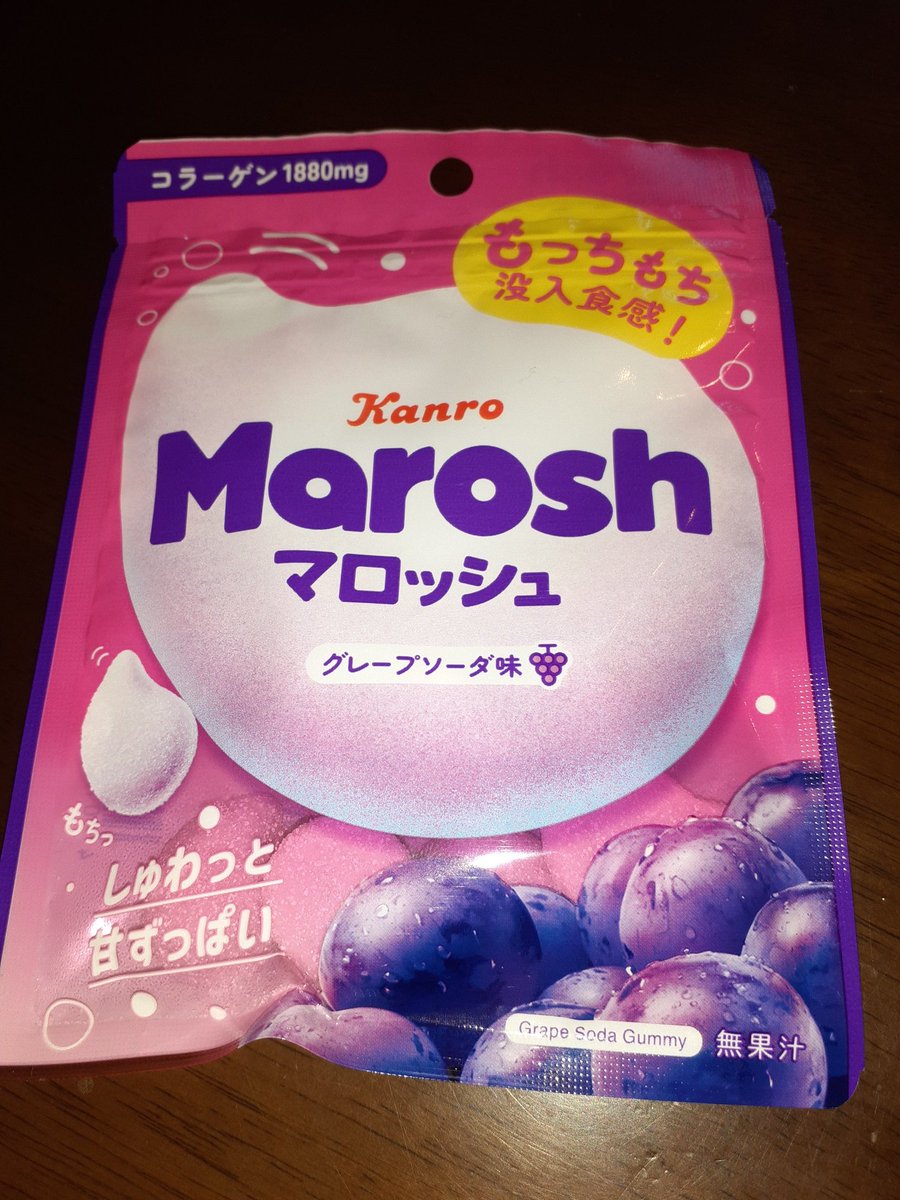 コラーゲン1880mg
もっちもち
没入食感!
Kanro
Marosh
マロッシュ
グレープソーダ味
もちっ
しゅわっと
甘ずっぱい
Grape Soda Gummy
無果汁